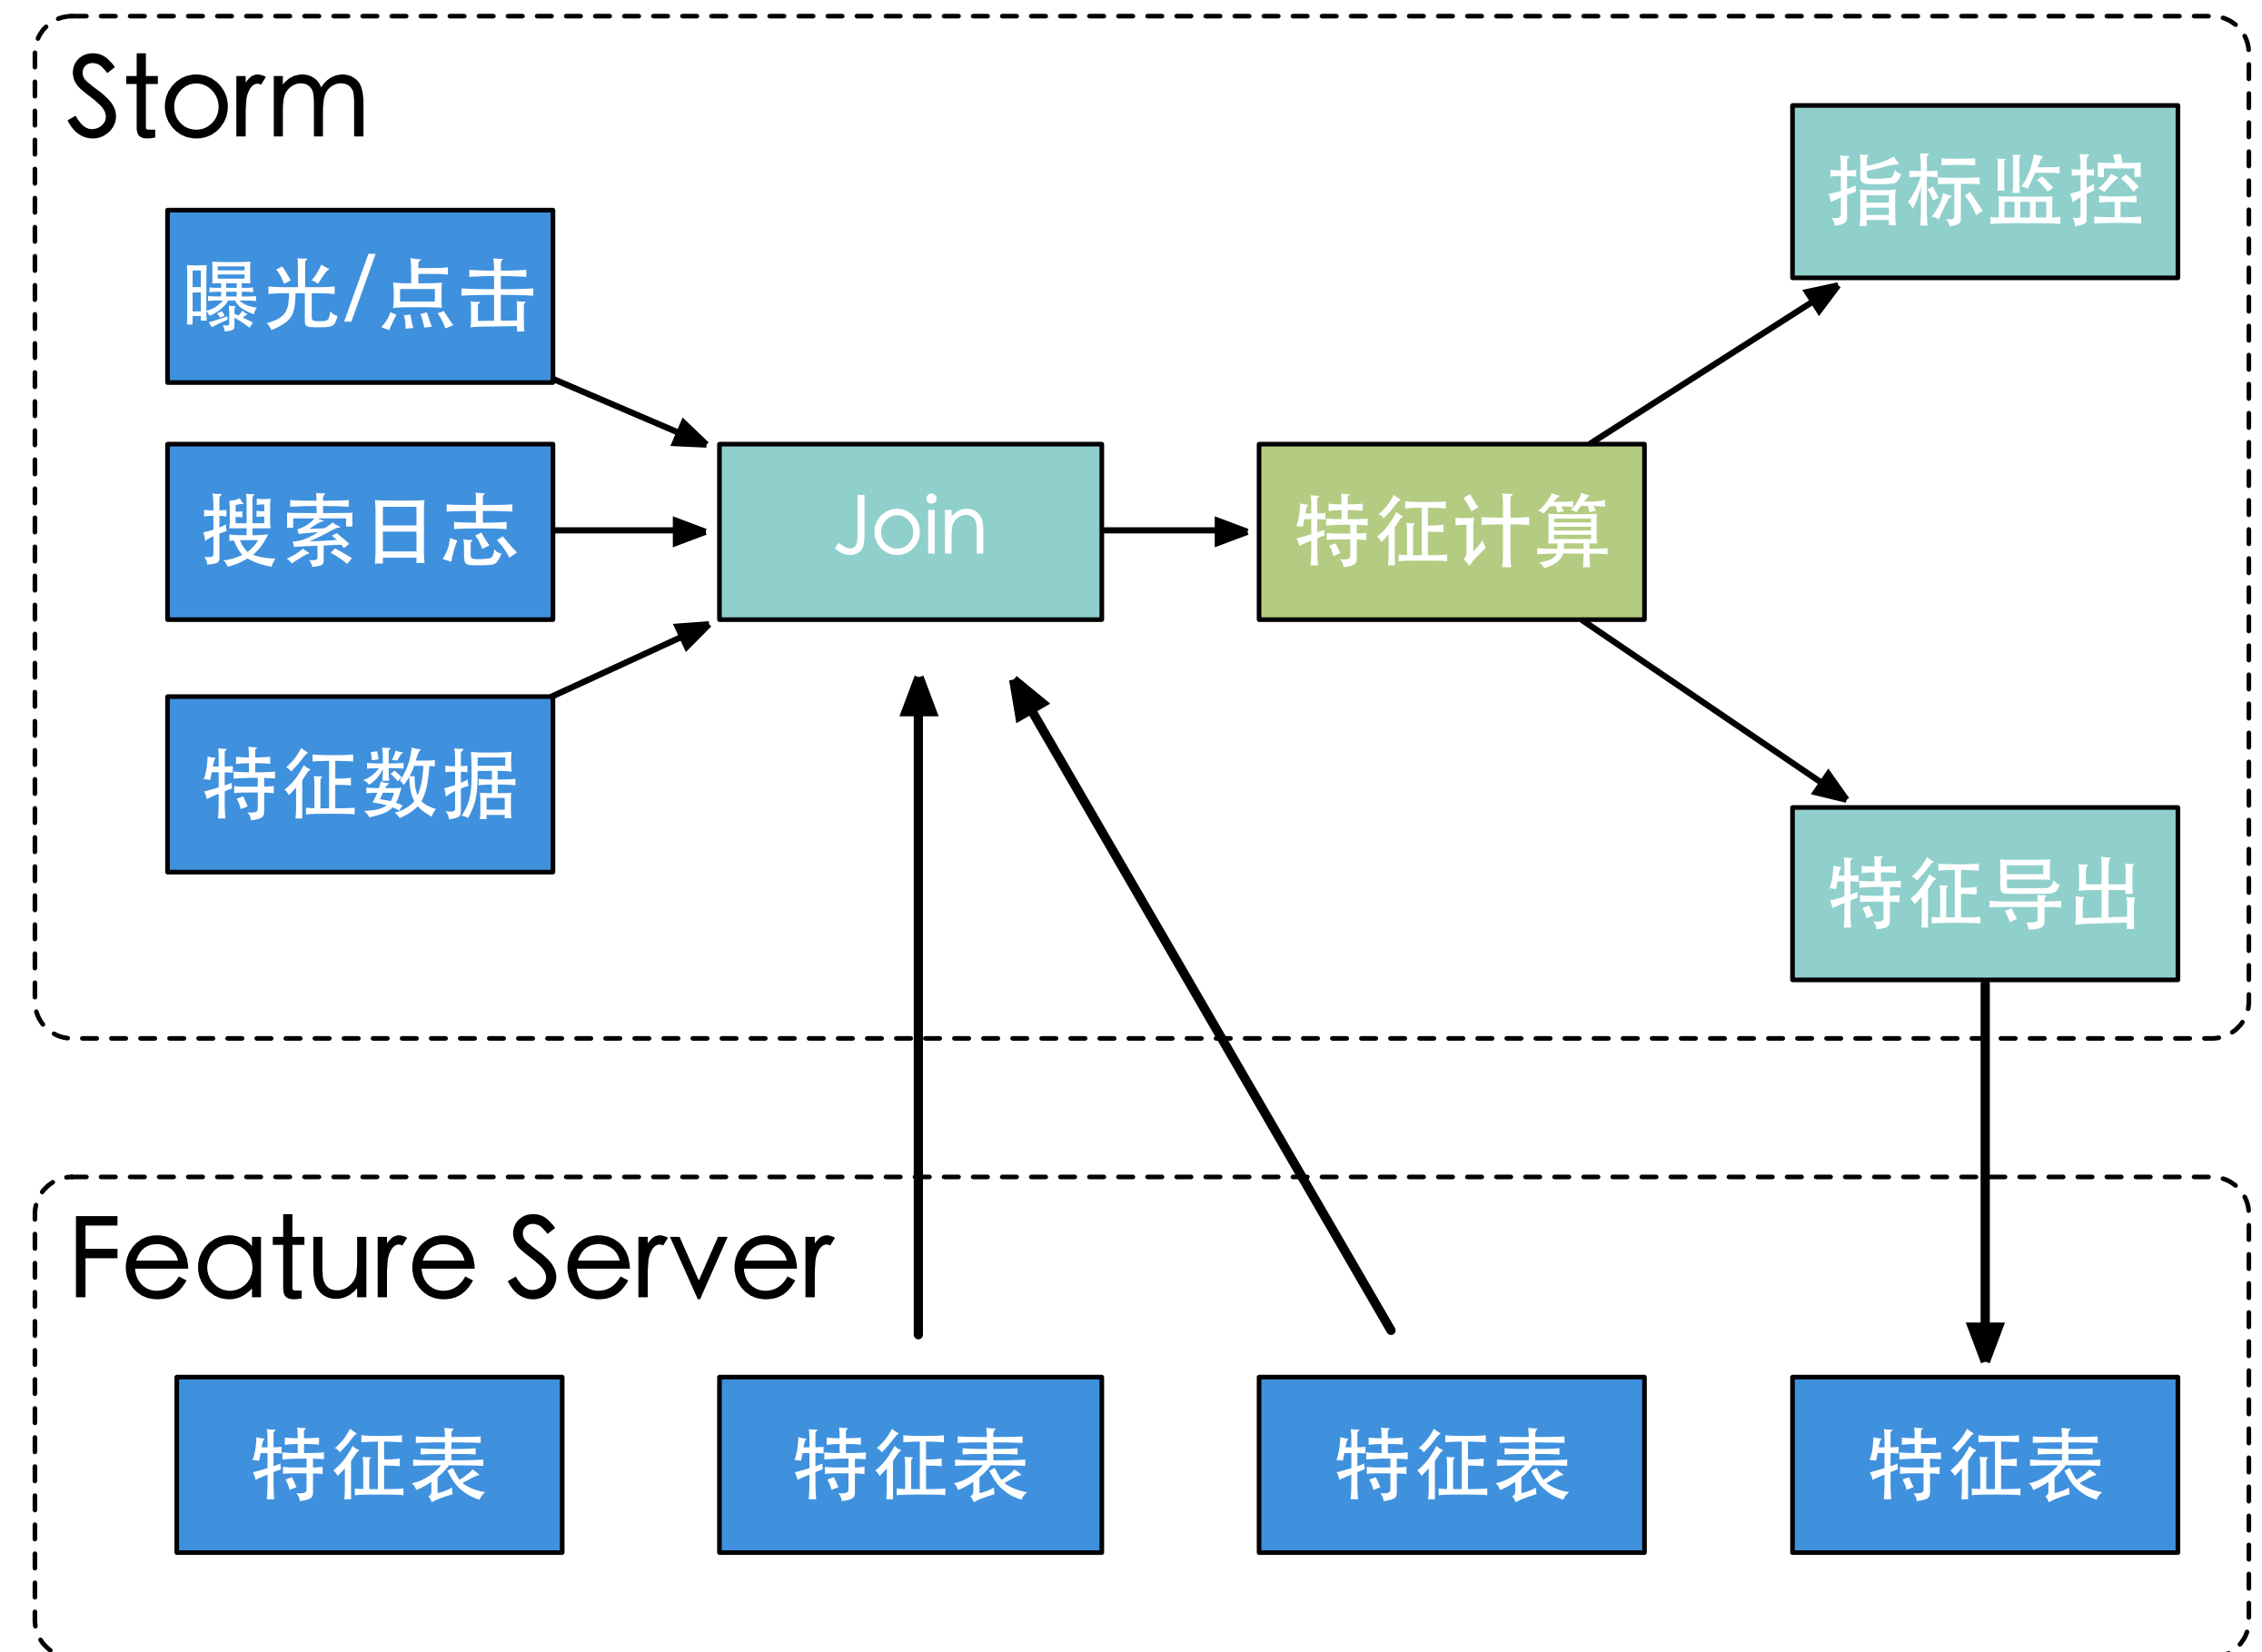 Storm
指标监控
曝光/点击
搜索日志
Join
特征计算
特征数据
特征导出
Feature Server
特征表
特征表
特征表
特征表